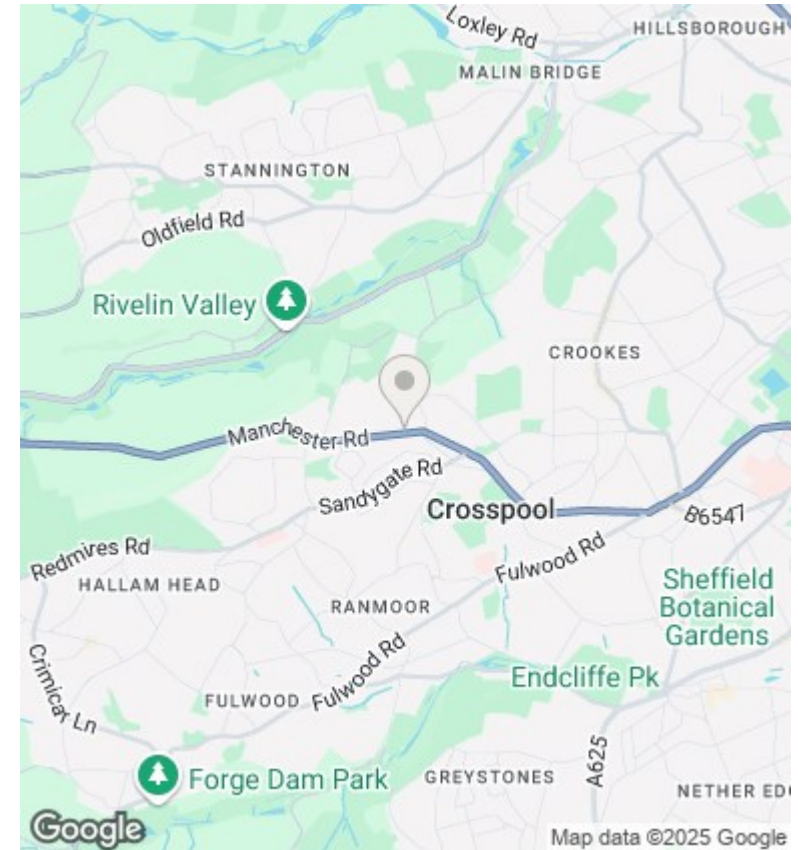 Loxley Rd
HILLSBOROUGH
MALIN BRIDGE
STANNINGTON
Oldfield Rd
Rivelin Valley
CROOKES
Manchester Rd
Sandygate Rd
Crosspool
B6547
Redmires Rd
Fulwood Rd
HALLAM HEAD
Sheffield
Botanical
Gardens
RANMOOR
Crimicar Ln
Fulwood Rd
FULWOOD
Endcliffe Pk
A625
Forge Dam Park
GREYSTONES
NETHER ED
Google
Map data ©2025 Google